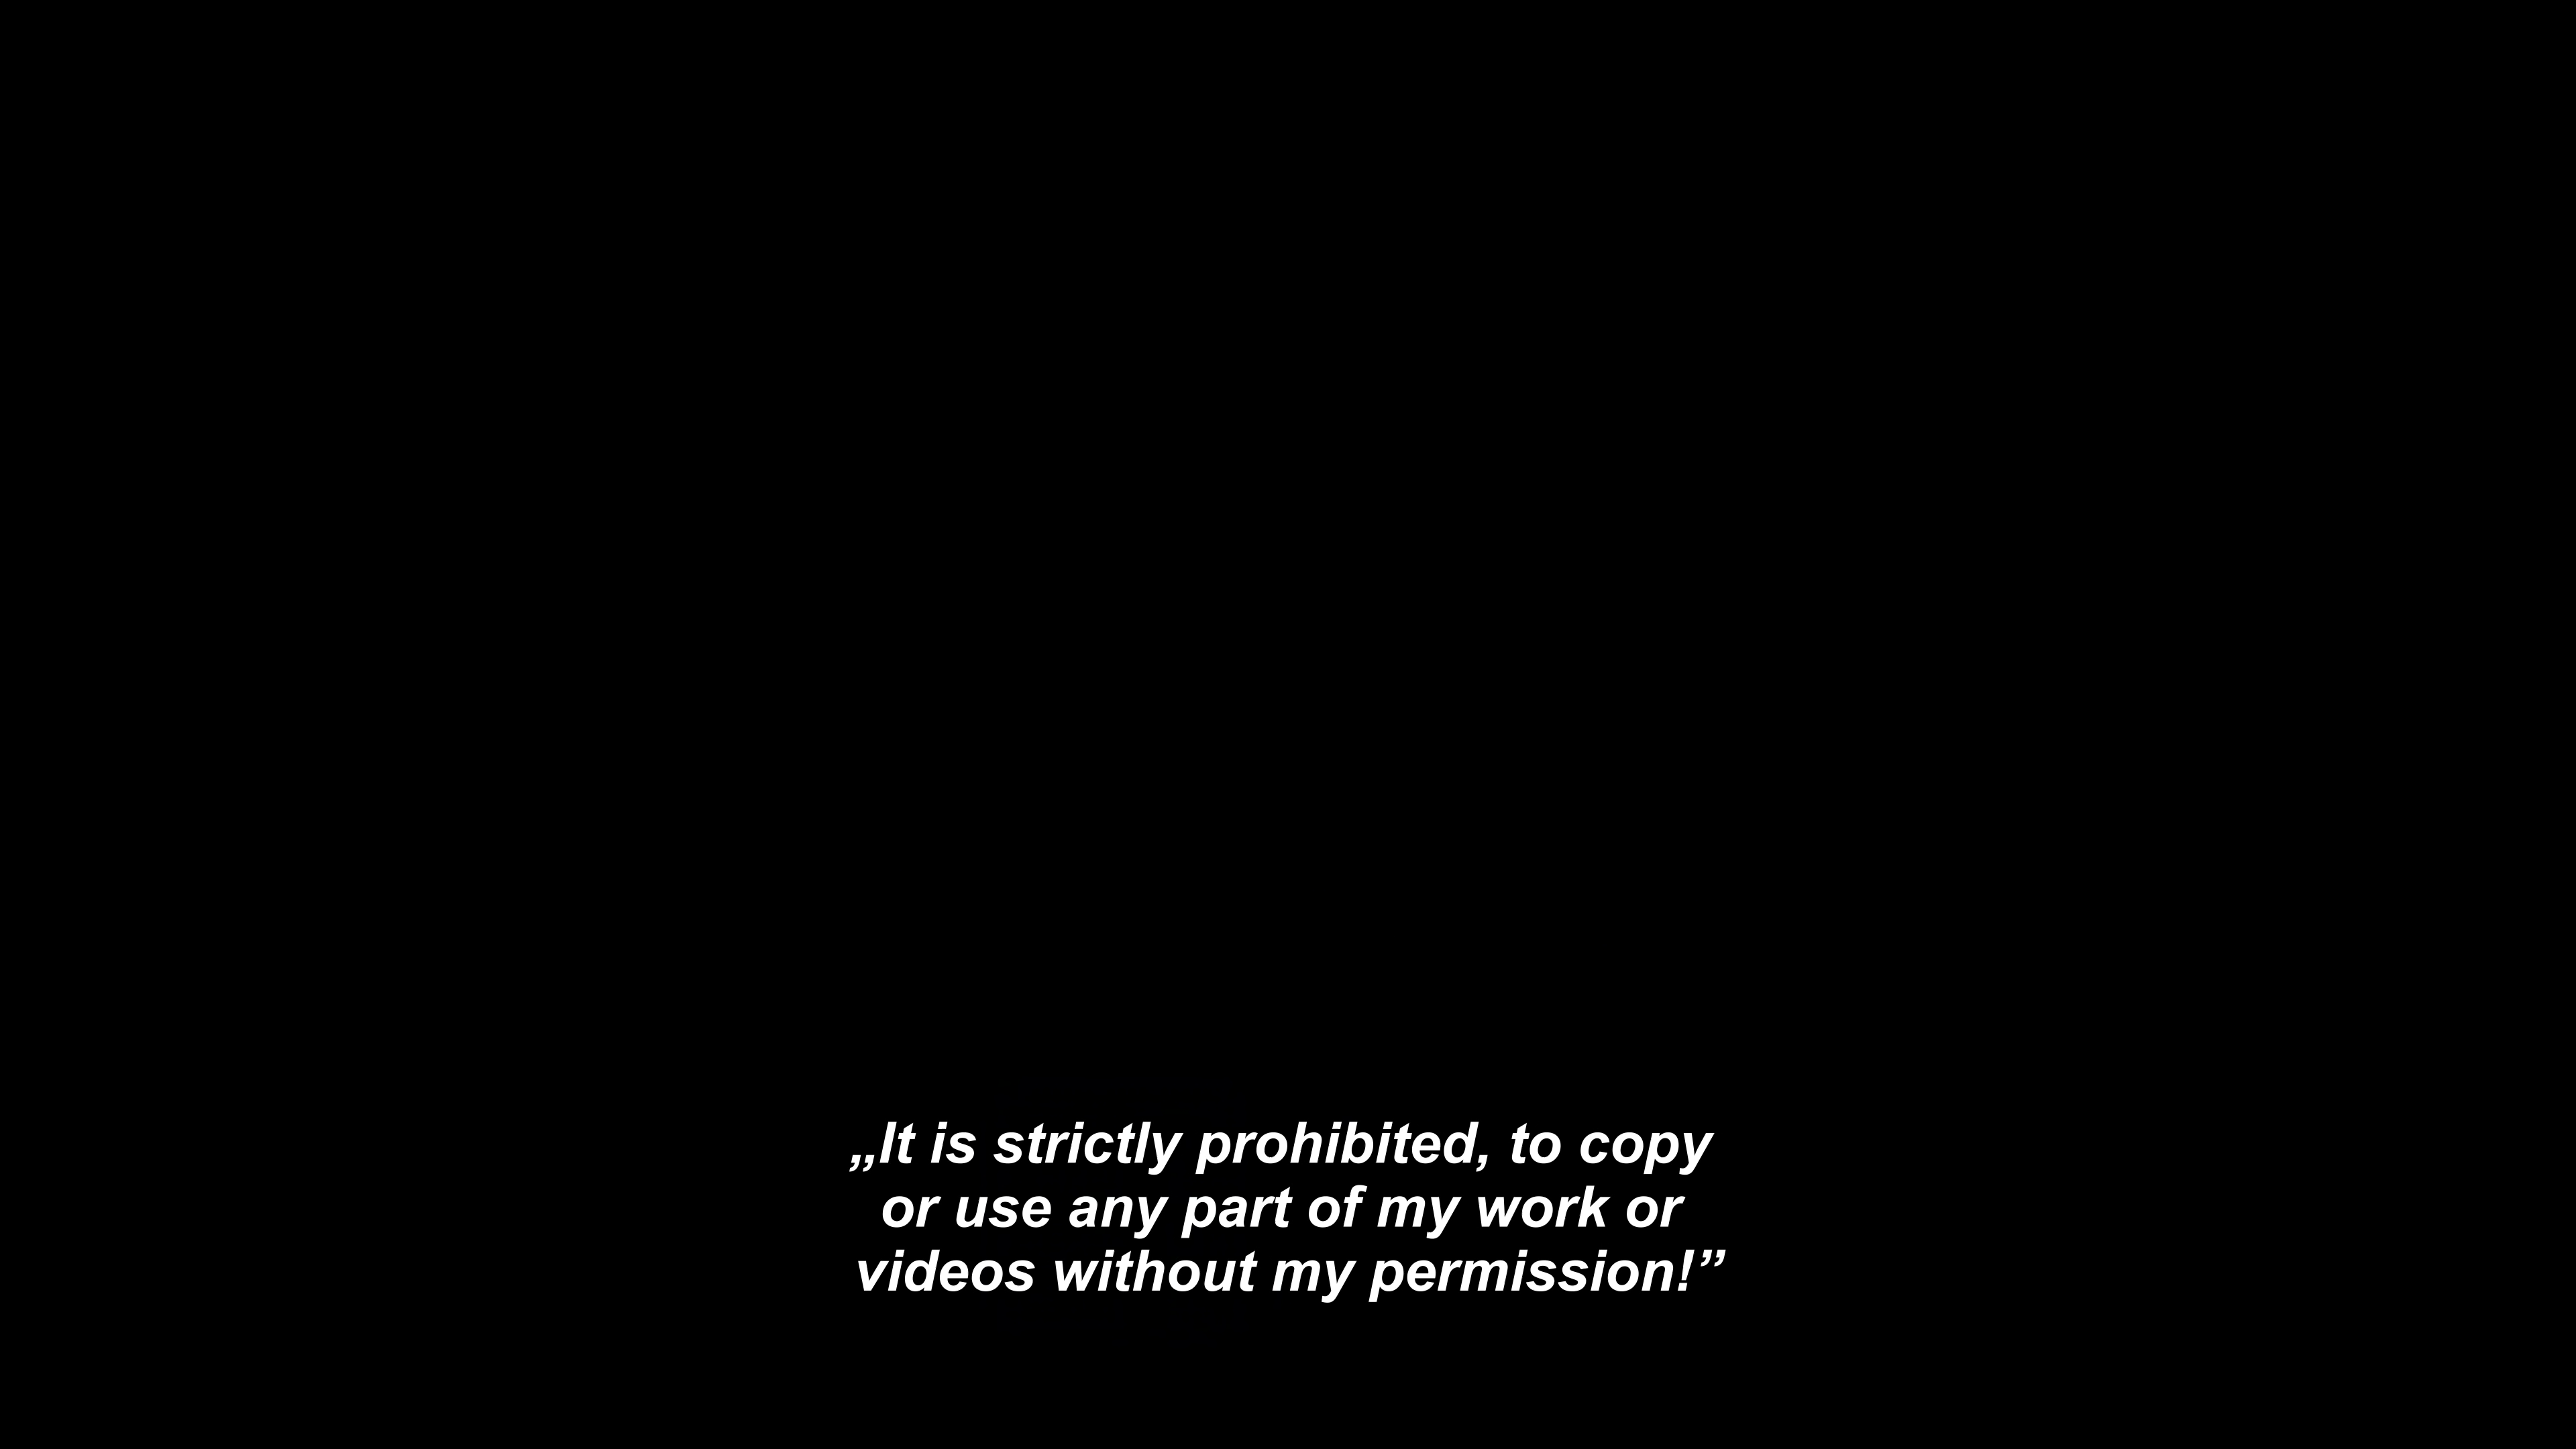 „It is strictly prohibited, to copy
or use any part of my work or
videos without my permission!”